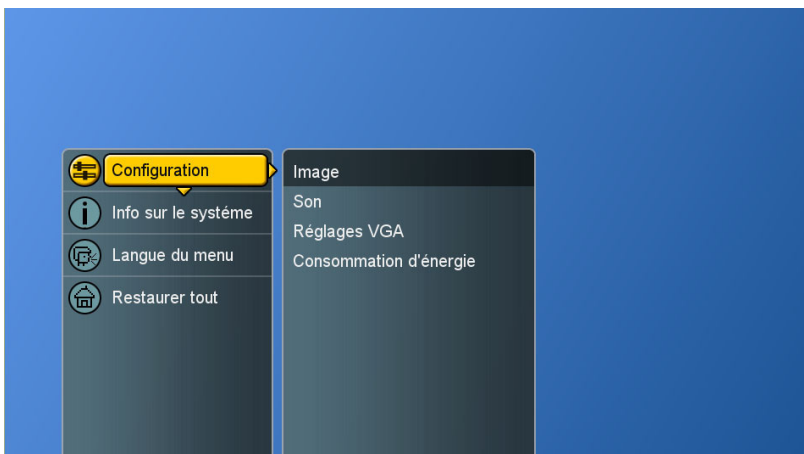 Configuration
Info sur le systéme
Langue du menu
Restaurer tout
Image
Son
Réglages VGA
Consommation d'énergie